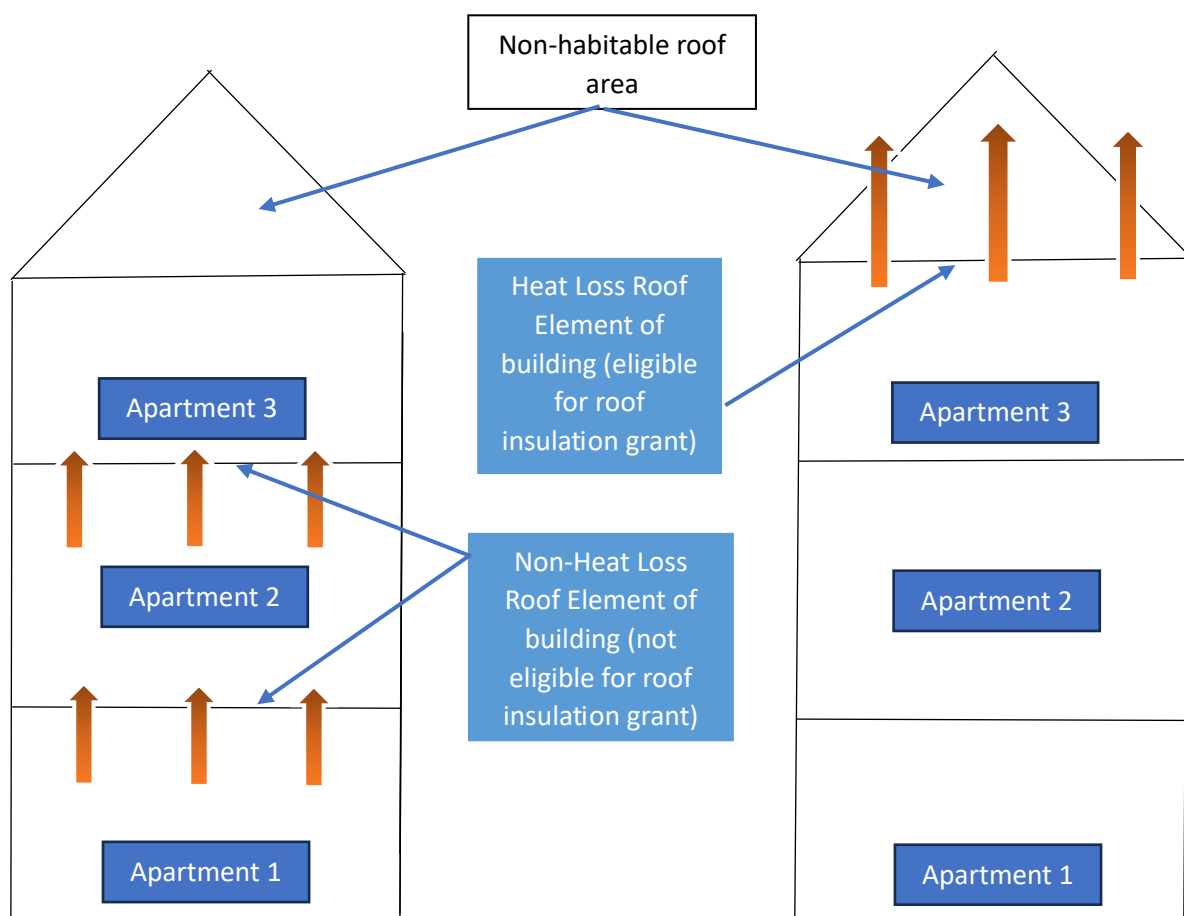 Non-habitable roof
area
Heat Loss Roof
Element of
building (eligible
for roof
insulation grant)
Apartment 3
Apartment 3
Non-Heat Loss
Roof Element of
building (not
eligible for roof
insulation grant)
Apartment 2
Apartment 2
Apartment 1
Apartment 1